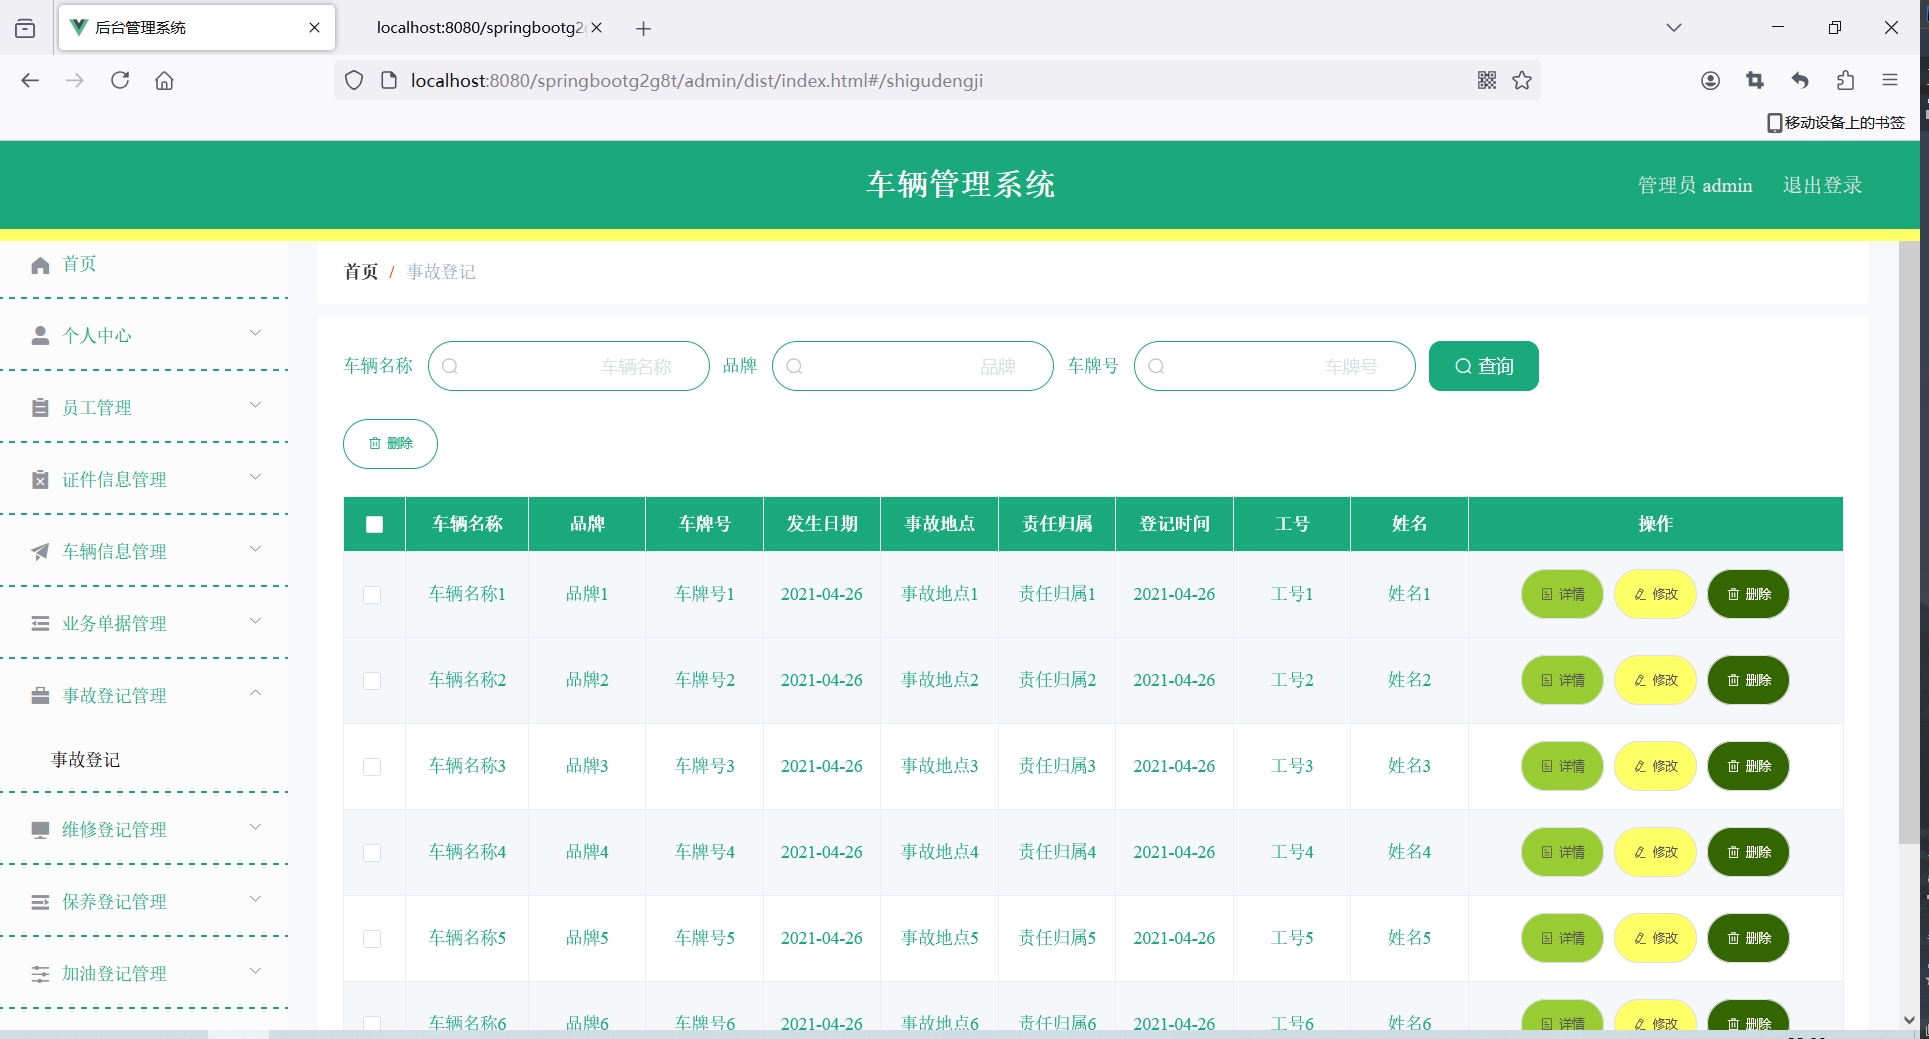 后台管理系统
localhost:8080/springbootg2
localhost:8080/springbootg2g8t/admin/dist/index.html#/shigudengji
移动设备上的书签
车辆管理系统
管理员 admin 退出登录
首页
个人中心
员工管理
证件信息管理
车辆信息管理
业务单据管理
事故登记管理
事故登记
维修登记管理
保养登记管理
加油登记管理
首页 / 事故登记
车辆名称 车辆名称 品牌 品牌 车牌号 车牌号 查询
删除
车辆名称 品牌 车牌号 发生日期 事故地点 责任归属 登记时间 工号 姓名 操作
车辆名称1 品牌1 车牌号1 2021-04-26 事故地点1 责任归属1 2021-04-26 工号1 姓名1 详情 修改 删除
车辆名称2 品牌2 车牌号2 2021-04-26 事故地点2 责任归属2 2021-04-26 工号2 姓名2 详情 修改 删除
车辆名称3 品牌3 车牌号3 2021-04-26 事故地点3 责任归属3 2021-04-26 工号3 姓名3 详情 修改 删除
车辆名称4 品牌4 车牌号4 2021-04-26 事故地点4 责任归属4 2021-04-26 工号4 姓名4 详情 修改 删除
车辆名称5 品牌5 车牌号5 2021-04-26 事故地点5 责任归属5 2021-04-26 工号5 姓名5 详情 修改 删除
车辆名称6 品牌6 车牌号6 2021-04-26 事故地点6 责任归属6 2021-04-26 工号6 姓名6 详情 修改 删除